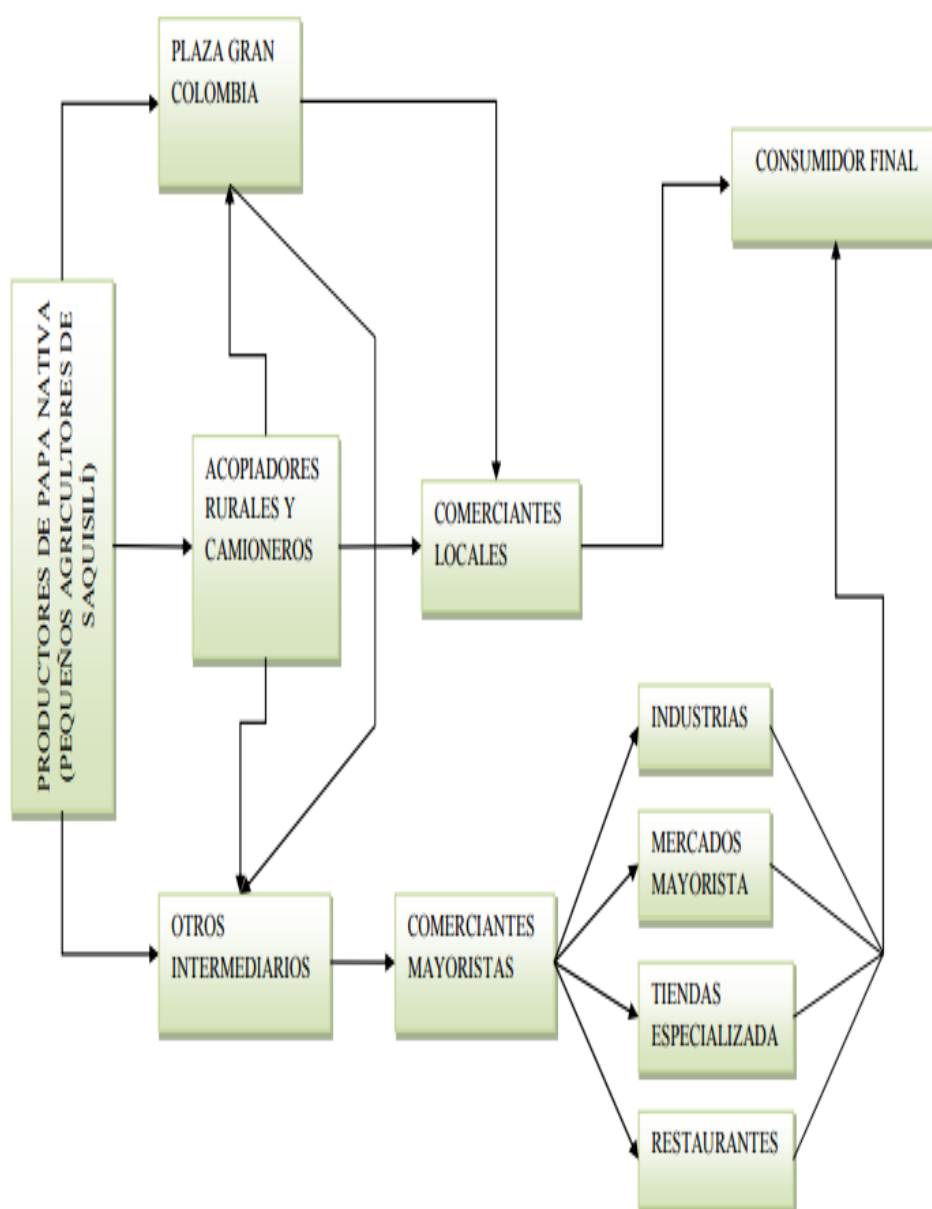 PLAZA GRAN
COLOMBIA
CONSUMIDOR FINAL
PRODUCTORES DE PAPA NATIVA
(PEQUEÑOS AGRICULTORES DE
SAQUISILÍ)
ACOPIADORES
RURALES Y
CAMIONEROS
COMERCIANTES
LOCALES
INDUSTRIAS
MERCADOS
MAYORISTA
OTROS
INTERMEDIARIOS
COMERCIANTES
MAYORISTAS
TIENDAS
ESPECIALIZADA
RESTAURANTES